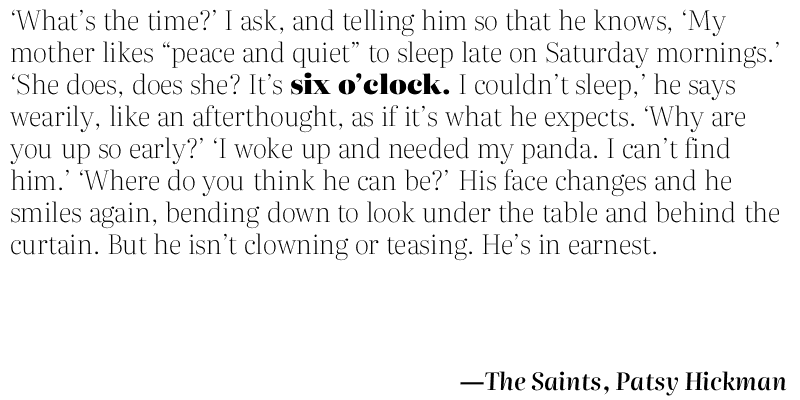 ‘What’s the time?’ I ask, and telling him so that he knows, ‘My
mother likes “peace and quiet” to sleep late on Saturday mornings.’
‘She does, does she? It’s six o’clock. I couldn’t sleep,’ he says
wearily, like an afterthought, as if it’s what he expects. ‘Why are
you up so early?’ ‘I woke up and needed my panda. I can’t find
him.’ ‘Where do you think he can be?’ His face changes and he
smiles again, bending down to look under the table and behind the
curtain. But he isn’t clowning or teasing. He’s in earnest.
—The Saints, Patsy Hickman